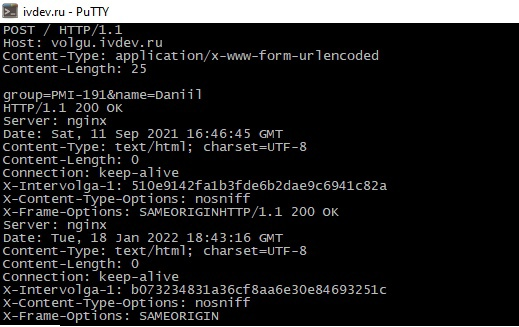 ivdev.ru - PuTTY
POST / HTTP/1.1
Host: volgu.ivdev.ru
Content-Type: application/x-www-form-urlencoded
Content-Length: 25

group=PMI-191&name=Daniil
HTTP/1.1 200 OK
Server: nginx
Date: Sat, 11 Sep 2021 16:46:45 GMT
Content-Type: text/html; charset=UTF-8
Content-Length: 0
Connection: keep-alive
X-Intervolga-1: 510e9142fa1b3fde6b2dae9c6941c82a
X-Content-Type-Options: nosniff
X-Frame-Options: SAMEORIGINHTTP/1.1 200 OK
Server: nginx
Date: Tue, 18 Jan 2022 18:43:16 GMT
Content-Type: text/html; charset=UTF-8
Content-Length: 0
Connection: keep-alive
X-Intervolga-1: b073234831a36cf8aa6e30e84693251c
X-Content-Type-Options: nosniff
X-Frame-Options: SAMEORIGIN